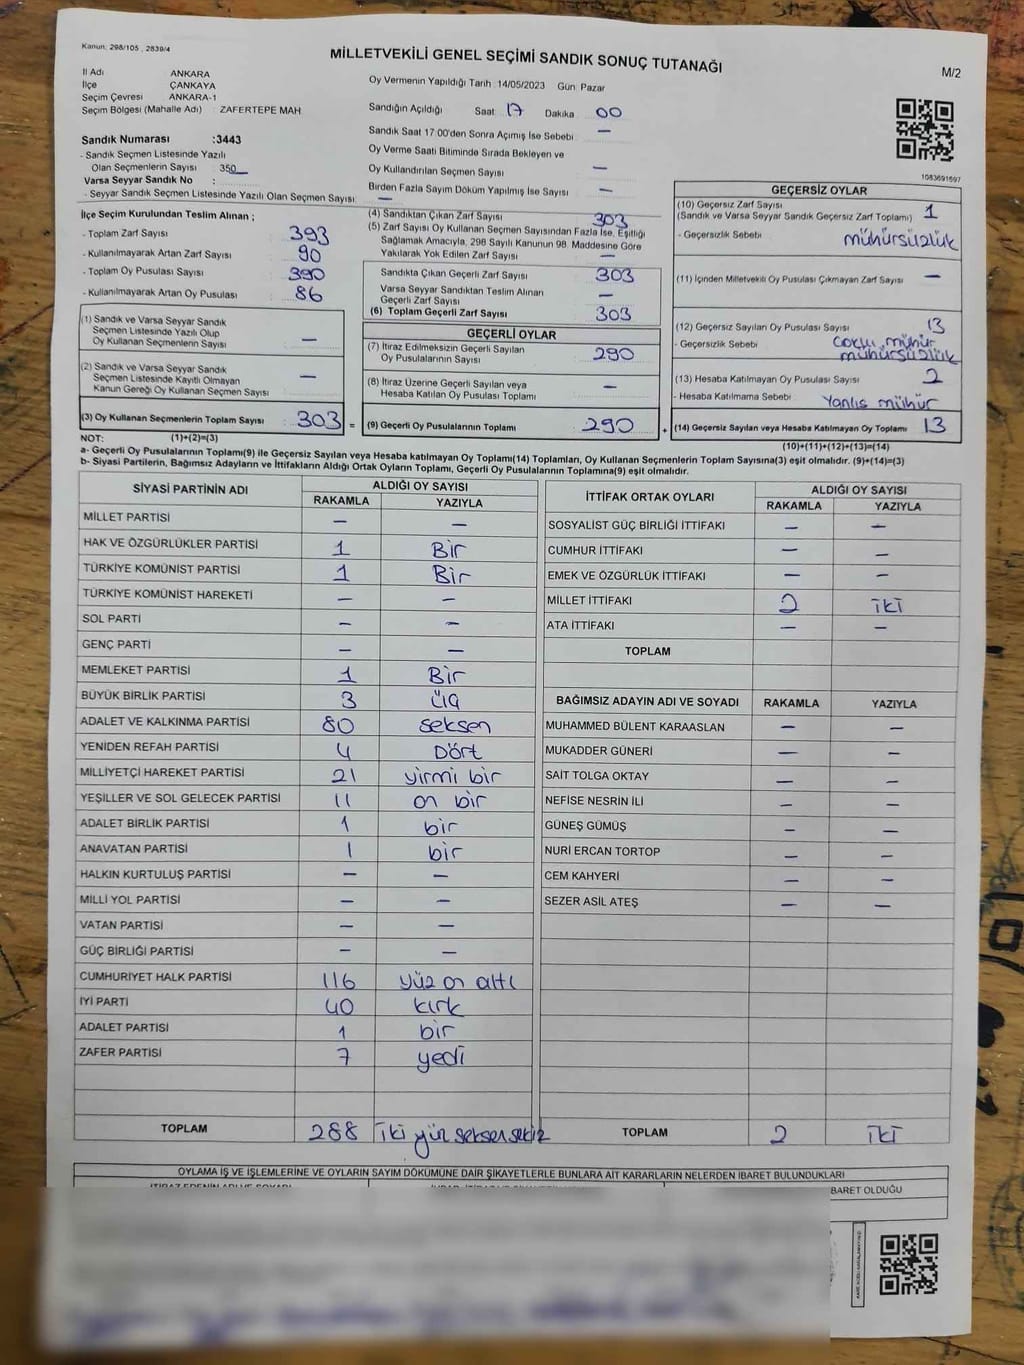 Kanun: 298/105 , 2839/4
MİLLETVEKİLİ GENEL SEÇİMİ SANDIK SONUÇ TUTANAĞI
M/2
İl Adı ANKARA
İlçe ÇANKAYA
Seçim Çevresi ANKARA-1
Seçim Bölgesi (Mahalle Adı) : ZAFERTEPE MAH
Sandık Numarası :3443
- Sandık Seçmen Listesinde Yazılı
Olan Seçmenlerin Sayısı : 350
Varsa Seyyar Sandık No :
- Seyyar Sandık Seçmen Listesinde Yazılı Olan Seçmen Sayısı: —
Oy Vermenin Yapıldığı Tarih :14/05/2023 Gün: Pazar
Sandığın Açıldığı Saat: 17 Dakika: 00
Sandık Saat 17.00'den Sonra Açımış İse Sebebi: —
Oy Verme Saati Bitiminde Sırada Bekleyen ve
Oy Kullandırılan Seçmen Sayısı : —
Birden Fazla Sayım Döküm Yapılmış İse Sayısı : —
1083691597
İlçe Seçim Kurulundan Teslim Alınan ;
- Toplam Zarf Sayısı : 393
- Kullanılmayarak Artan Zarf Sayısı : 90
- Toplam Oy Pusulası Sayısı : 390
- Kullanılmayarak Artan Oy Pusulası : 86
(4) Sandıktan Çıkan Zarf Sayısı : 303
(5) Zarf Sayısı Oy Kullanan Seçmen Sayısından Fazla İse, Eşitliği
Sağlamak Amacıyla, 298 Sayılı Kanunun 98. Maddesine Göre
Yakılarak Yok Edilen Zarf Sayısı : —
Sandıkta Çıkan Geçerli Zarf Sayısı : 303
Varsa Seyyar Sandıktan Teslim Alınan
Geçerli Zarf Sayısı : —
(6) Toplam Geçerli Zarf Sayısı : 303
GEÇERSİZ OYLAR
(10) Geçersiz Zarf Sayısı
(Sandık ve Varsa Seyyar Sandık Geçersiz Zarf Toplamı) : 1
- Geçersizlik Sebebi : mühürsüzlük
(11) İçinden Milletvekili Oy Pusulası Çıkmayan Zarf Sayısı : —
(12) Geçersiz Sayılan Oy Pusulası Sayısı : 13
- Geçersizlik Sebebi : mühür
mühürsüzlük
(13) Hesaba Katılmayan Oy Pusulası Sayısı : 2
- Hesaba Katılmama Sebebi : Yanlıs mühür
(14) Geçersiz Sayılan veya Hesaba Katılmayan Oy Toplamı : 13
(10)+(11)+(12)+(13)=(14)
(1) Sandık ve Varsa Seyyar Sandık
Seçmen Listesinde Yazılı Olup
Oy Kullanan Seçmenlerin Sayısı : —
(2) Sandık ve Varsa Seyyar Sandık
Seçmen Listesinde Kayıtlı Olmayan
Kanun Gereği Oy Kullanan Seçmen Sayısı : —
(3) Oy Kullanan Seçmenlerin Toplam Sayısı : 303 =
GEÇERLİ OYLAR
(7) İtiraz Edilmeksizin Geçerli Sayılan
Oy Pusulalarının Sayısı : 290
(8) İtiraz Üzerine Geçerli Sayılan veya
Hesaba Katılan Oy Pusulaları Toplamı : —
(9) Geçerli Oy Pusulalarının Toplamı : 290 +
NOT: (1)+(2)=(3)
a- Geçerli Oy Pusulalarının Toplamı(9) ile Geçersiz Sayılan veya Hesaba Katılmayan Oy Toplamı(14) Toplamları, Oy Kullanan Seçmenlerin Toplam Sayısına(3) eşit olmalıdır. (9)+(14)=(3)
b- Siyasi Partilerin, Bağımsız Adayların ve İttifakların Aldığı Ortak Oyların Toplamı, Geçerli Oy Pusulalarının Toplamına(9) eşit olmalıdır.
SİYASİ PARTİNİN ADI ALDIĞI OY SAYISI
RAKAMLA YAZIYLA
MİLLET PARTİSİ — —
HAK VE ÖZGÜRLÜKLER PARTİSİ 1 Bir
TÜRKİYE KOMÜNİST PARTİSİ 1 Bir
TÜRKİYE KOMÜNİST HAREKETİ — —
SOL PARTİ — —
GENÇ PARTİ — —
MEMLEKET PARTİSİ 1 Bir
BÜYÜK BİRLİK PARTİSİ 3 Üç
ADALET VE KALKINMA PARTİSİ 80 seksen
YENİDEN REFAH PARTİSİ 4 Dört
MİLLİYETÇİ HAREKET PARTİSİ 21 yirmi bir
YEŞİLLER VE SOL GELECEK PARTİSİ 11 on bir
ADALET BİRLİK PARTİSİ 1 bir
ANAVATAN PARTİSİ 1 bir
HALKIN KURTULUŞ PARTİSİ — —
MİLLİ YOL PARTİSİ — —
VATAN PARTİSİ — —
GÜÇ BİRLİĞİ PARTİSİ — —
CUMHURİYET HALK PARTİSİ 116 yüz on altı
İYİ PARTİ 40 kırk
ADALET PARTİSİ 1 bir
ZAFER PARTİSİ 7 yedi
TOPLAM 288 iki yüz seksen sekiz
İTTİFAK ORTAK OYLARI ALDIĞI OY SAYISI
RAKAMLA YAZIYLA
SOSYALİST GÜÇ BİRLİĞİ İTTİFAKI — —
CUMHUR İTTİFAKI — —
EMEK VE ÖZGÜRLÜK İTTİFAKI — —
MİLLET İTTİFAKI 2 iki
ATA İTTİFAKI — —
TOPLAM
BAĞIMSIZ ADAYIN ADI VE SOYADI RAKAMLA YAZIYLA
MUHAMMED BÜLENT KARAASLAN — —
MUKADDER GÜNERİ — —
SAİT TOLGA OKTAY — —
NEFİSE NESRİN İLİ — —
GÜNEŞ GÜMÜŞ — —
NURİ ERCAN TORTOP — —
CEM KAHYERİ — —
SEZER ASİL ATEŞ — —
TOPLAM 2 iki
OYLAMA İŞ VE İŞLEMLERİNE VE OYLARIN SAYIM DÖKÜMÜNE DAİR ŞİKAYETLERLE BUNLARA AİT KARARLARIN NELERDEN İBARET BULUNDUKLARI
BARET OLDUĞU